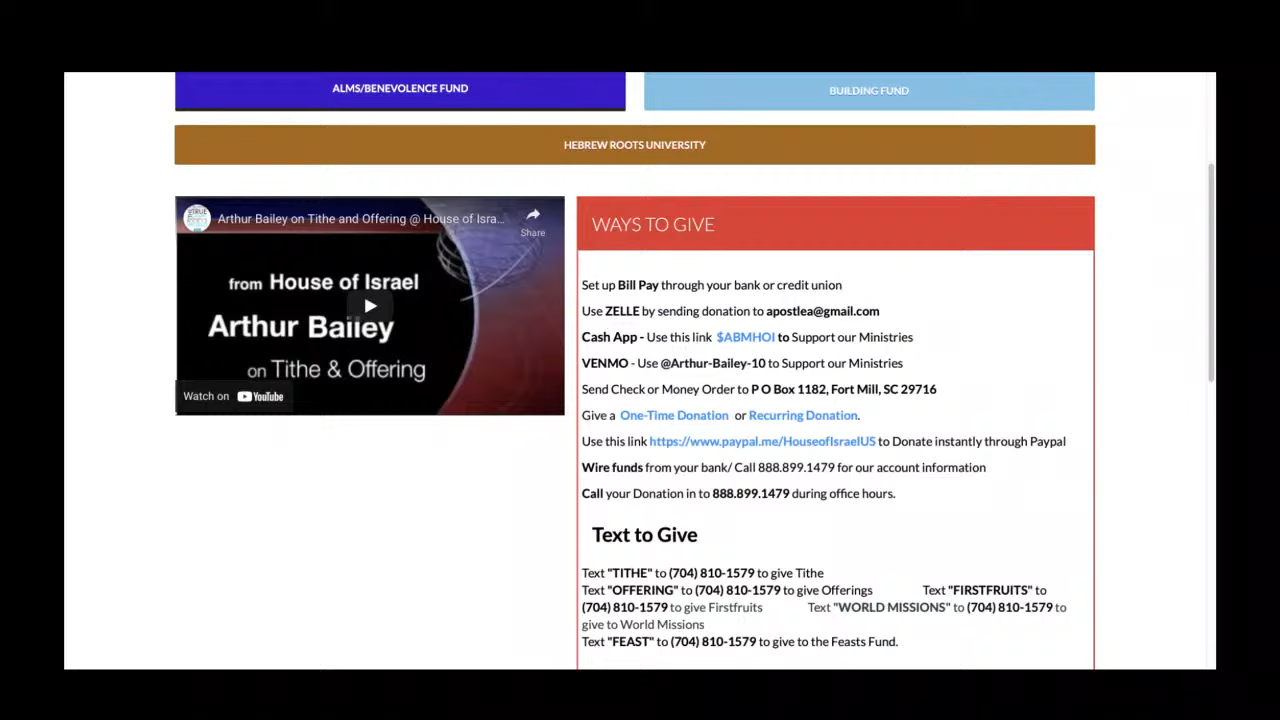 ALMS/BENEVOLENCE FUND
BUILDING FUND
HEBREW ROOTS UNIVERSITY
Arthur Bailey on Tithe and Offering @ House of Isra...
Share
from House of Israel
Arthur Bailey
on Tithe & Offering
Watch on YouTube
WAYS TO GIVE
Set up Bill Pay through your bank or credit union
Use ZELLE by sending donation to apostlea@gmail.com
Cash App - Use this link $ABMHOI to Support our Ministries
VENMO - Use @Arthur-Bailey-10 to Support our Ministries
Send Check or Money Order to P O Box 1182, Fort Mill, SC 29716
Give a One-Time Donation or Recurring Donation.
Use this link https://www.paypal.me/HouseofIsraelUS to Donate instantly through Paypal
Wire funds from your bank/ Call 888.899.1479 for our account information
Call your Donation in to 888.899.1479 during office hours.
Text to Give
Text "TITHE" to (704) 810-1579 to give Tithe
Text "OFFERING" to (704) 810-1579 to give Offerings Text "FIRSTFRUITS" to
(704) 810-1579 to give Firstfruits Text "WORLD MISSIONS" to (704) 810-1579 to
give to World Missions
Text "FEAST" to (704) 810-1579 to give to the Feasts Fund.